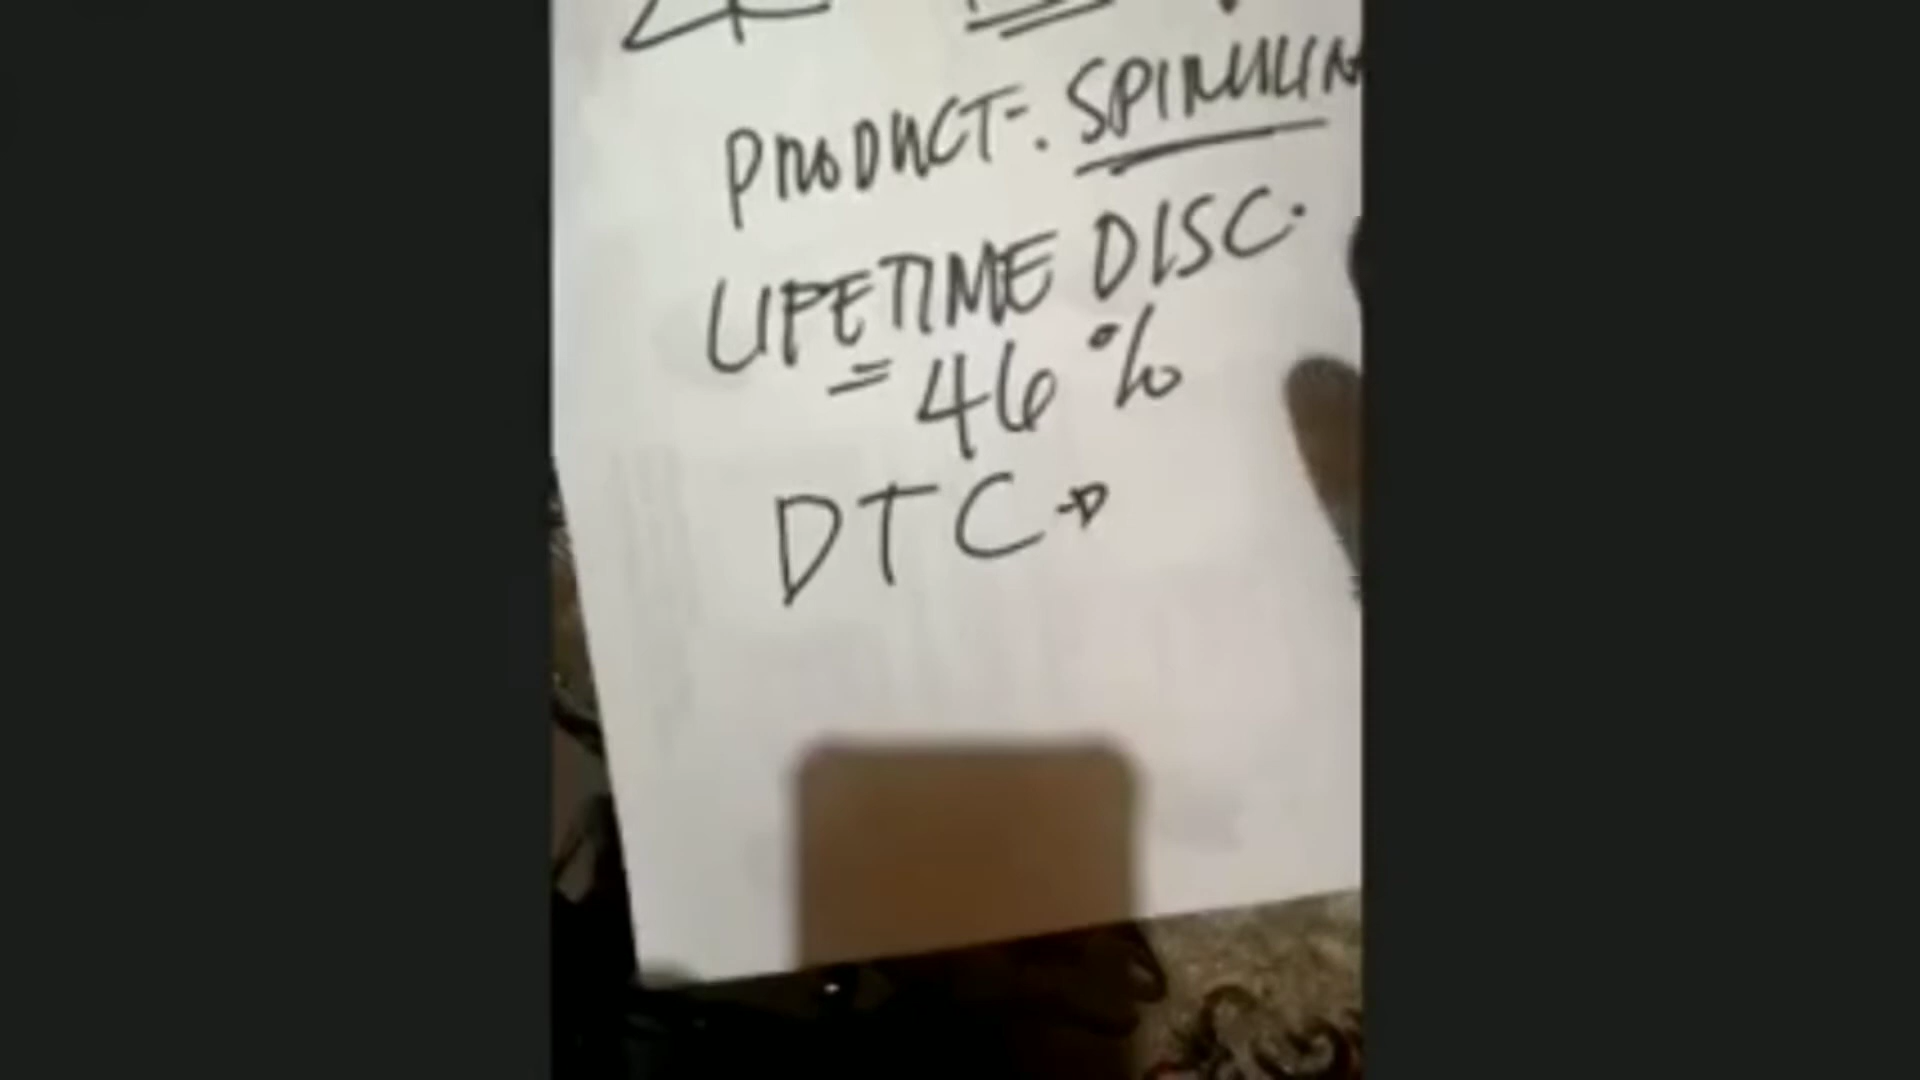 PRODUCT-. SPIRULIN
LIFETIME DISC.
= 46%
DTC →